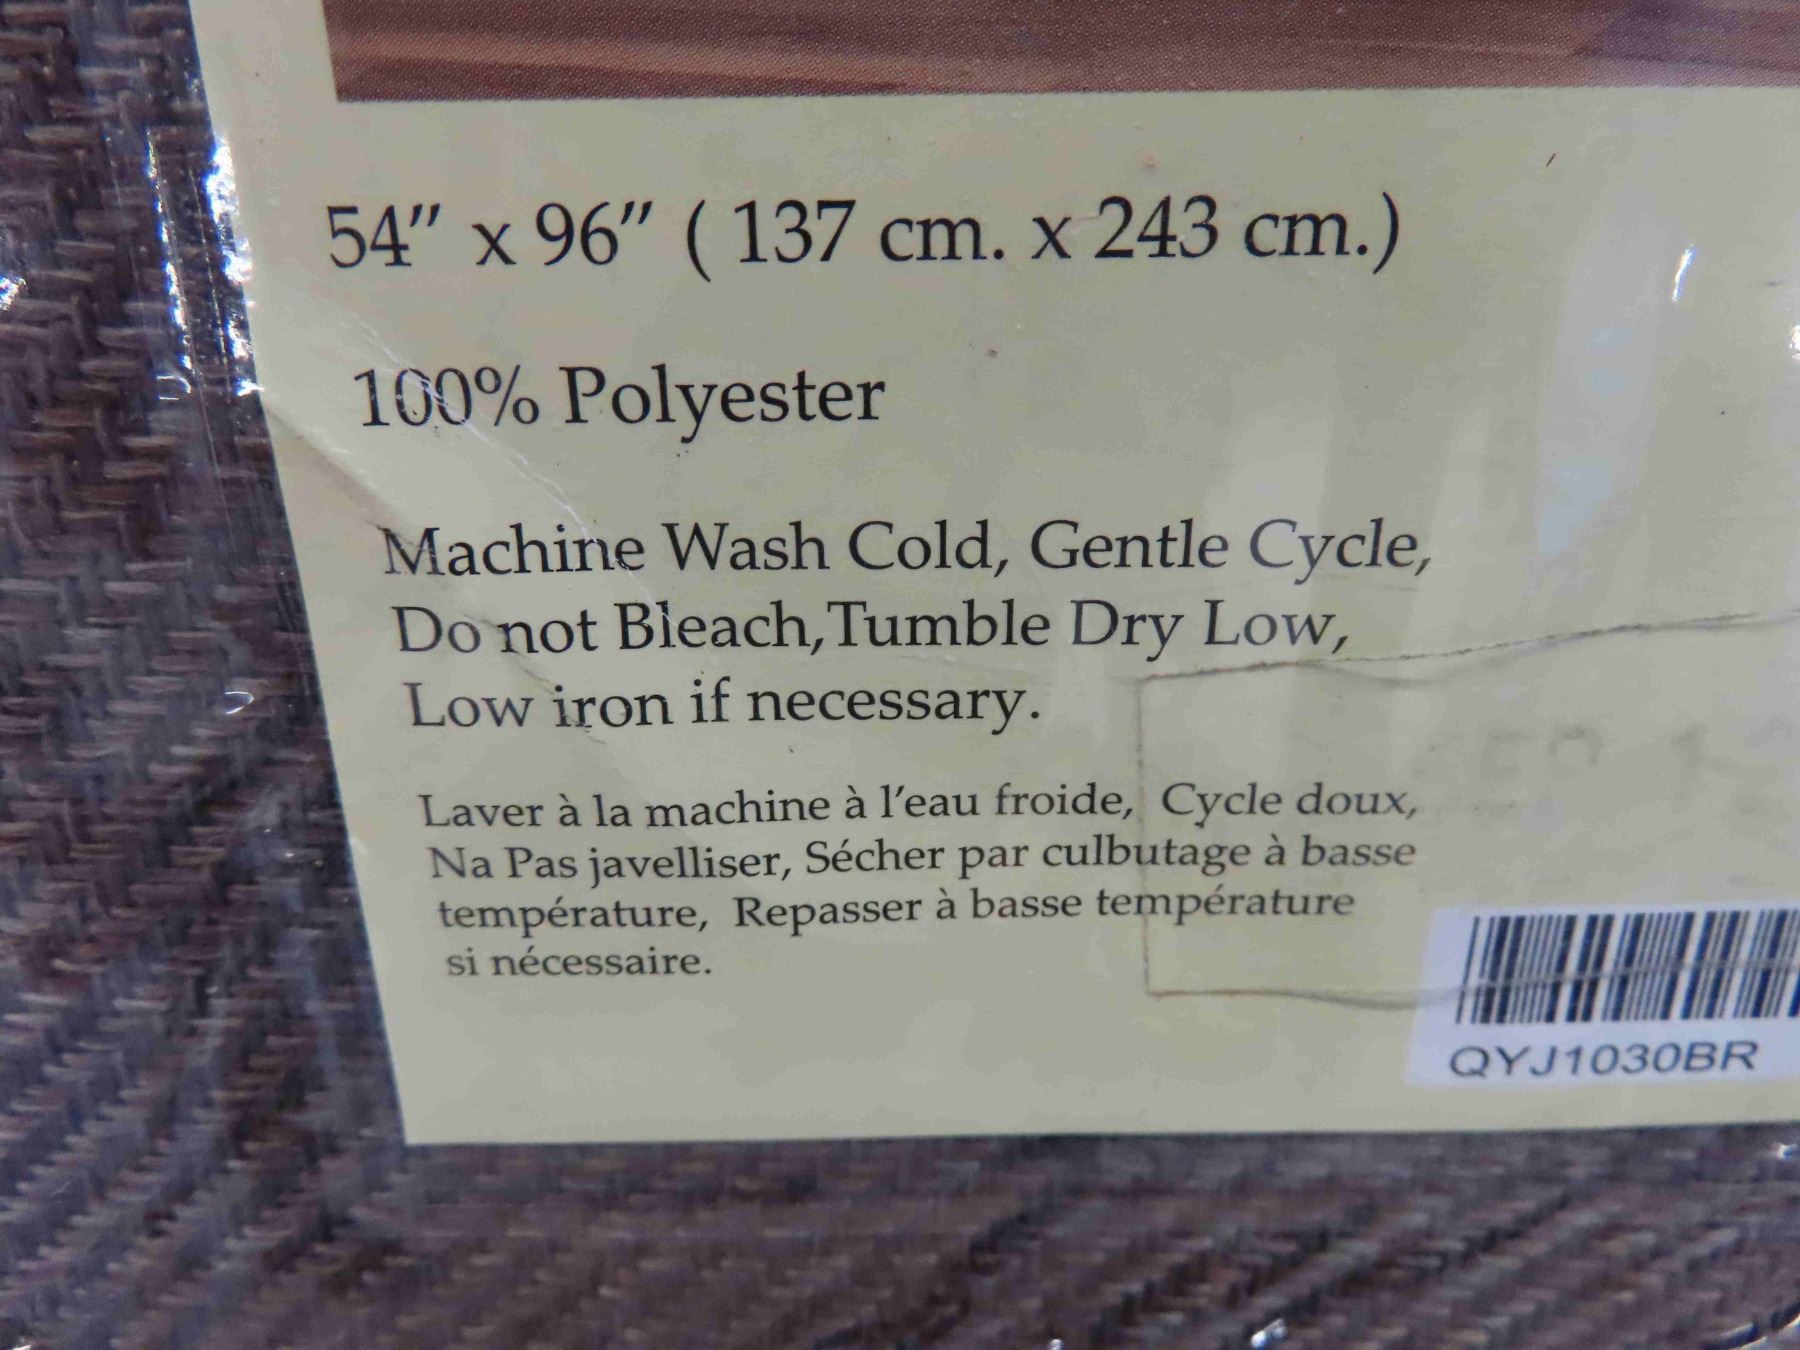 54" x 96" ( 137 cm. x 243 cm.)
100% Polyester
Machine Wash Cold, Gentle Cycle,
Do not Bleach, Tumble Dry Low,
Low iron if necessary.
Laver à la machine à l'eau froide, Cycle doux,
Na Pas javelliser, Sécher par culbutage à basse
température, Repasser à basse température
si nécessaire.
QYJ1030BR